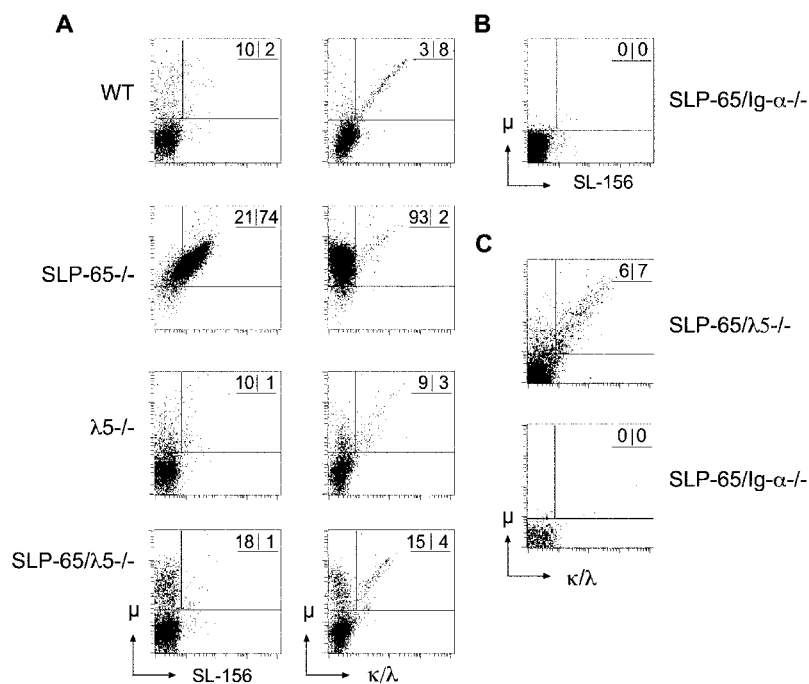 A
B
C
WT
10|2
3|8
0|0
SLP-65/Ig-α-/-
μ
SL-156
SLP-65-/-
21|74
93|2
6|7
SLP-65/λ5-/-
λ5-/-
10|1
9|3
0|0
SLP-65/Ig-α-/-
μ
κ/λ
SLP-65/λ5-/-
18|1
15|4
μ
SL-156
κ/λ